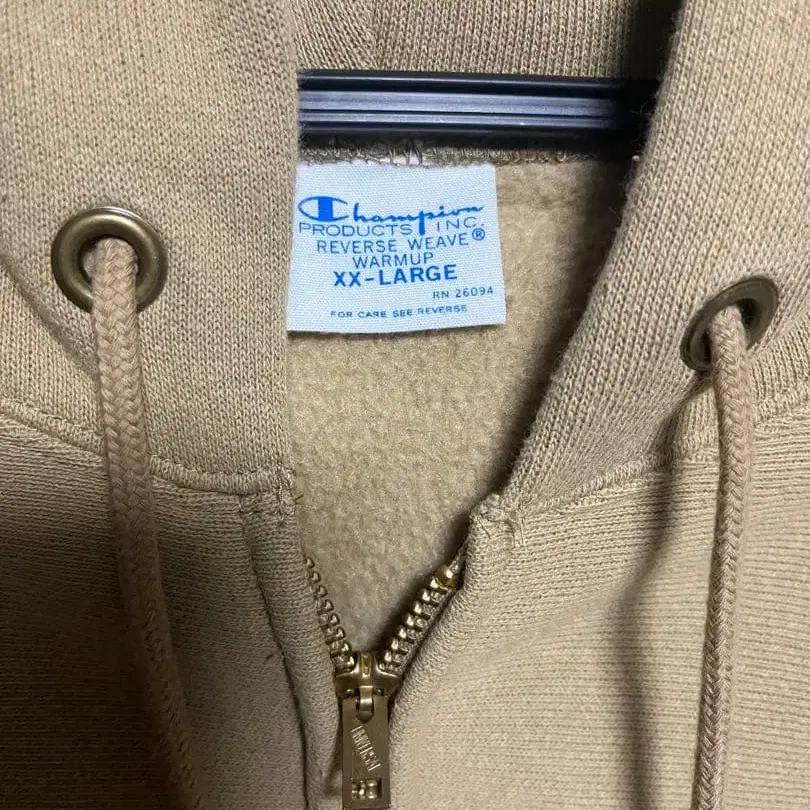 Champion
PRODUCTS INC.
REVERSE WEAVE®
WARMUP
XX-LARGE
RN 26094
FOR CARE SEE REVERSE